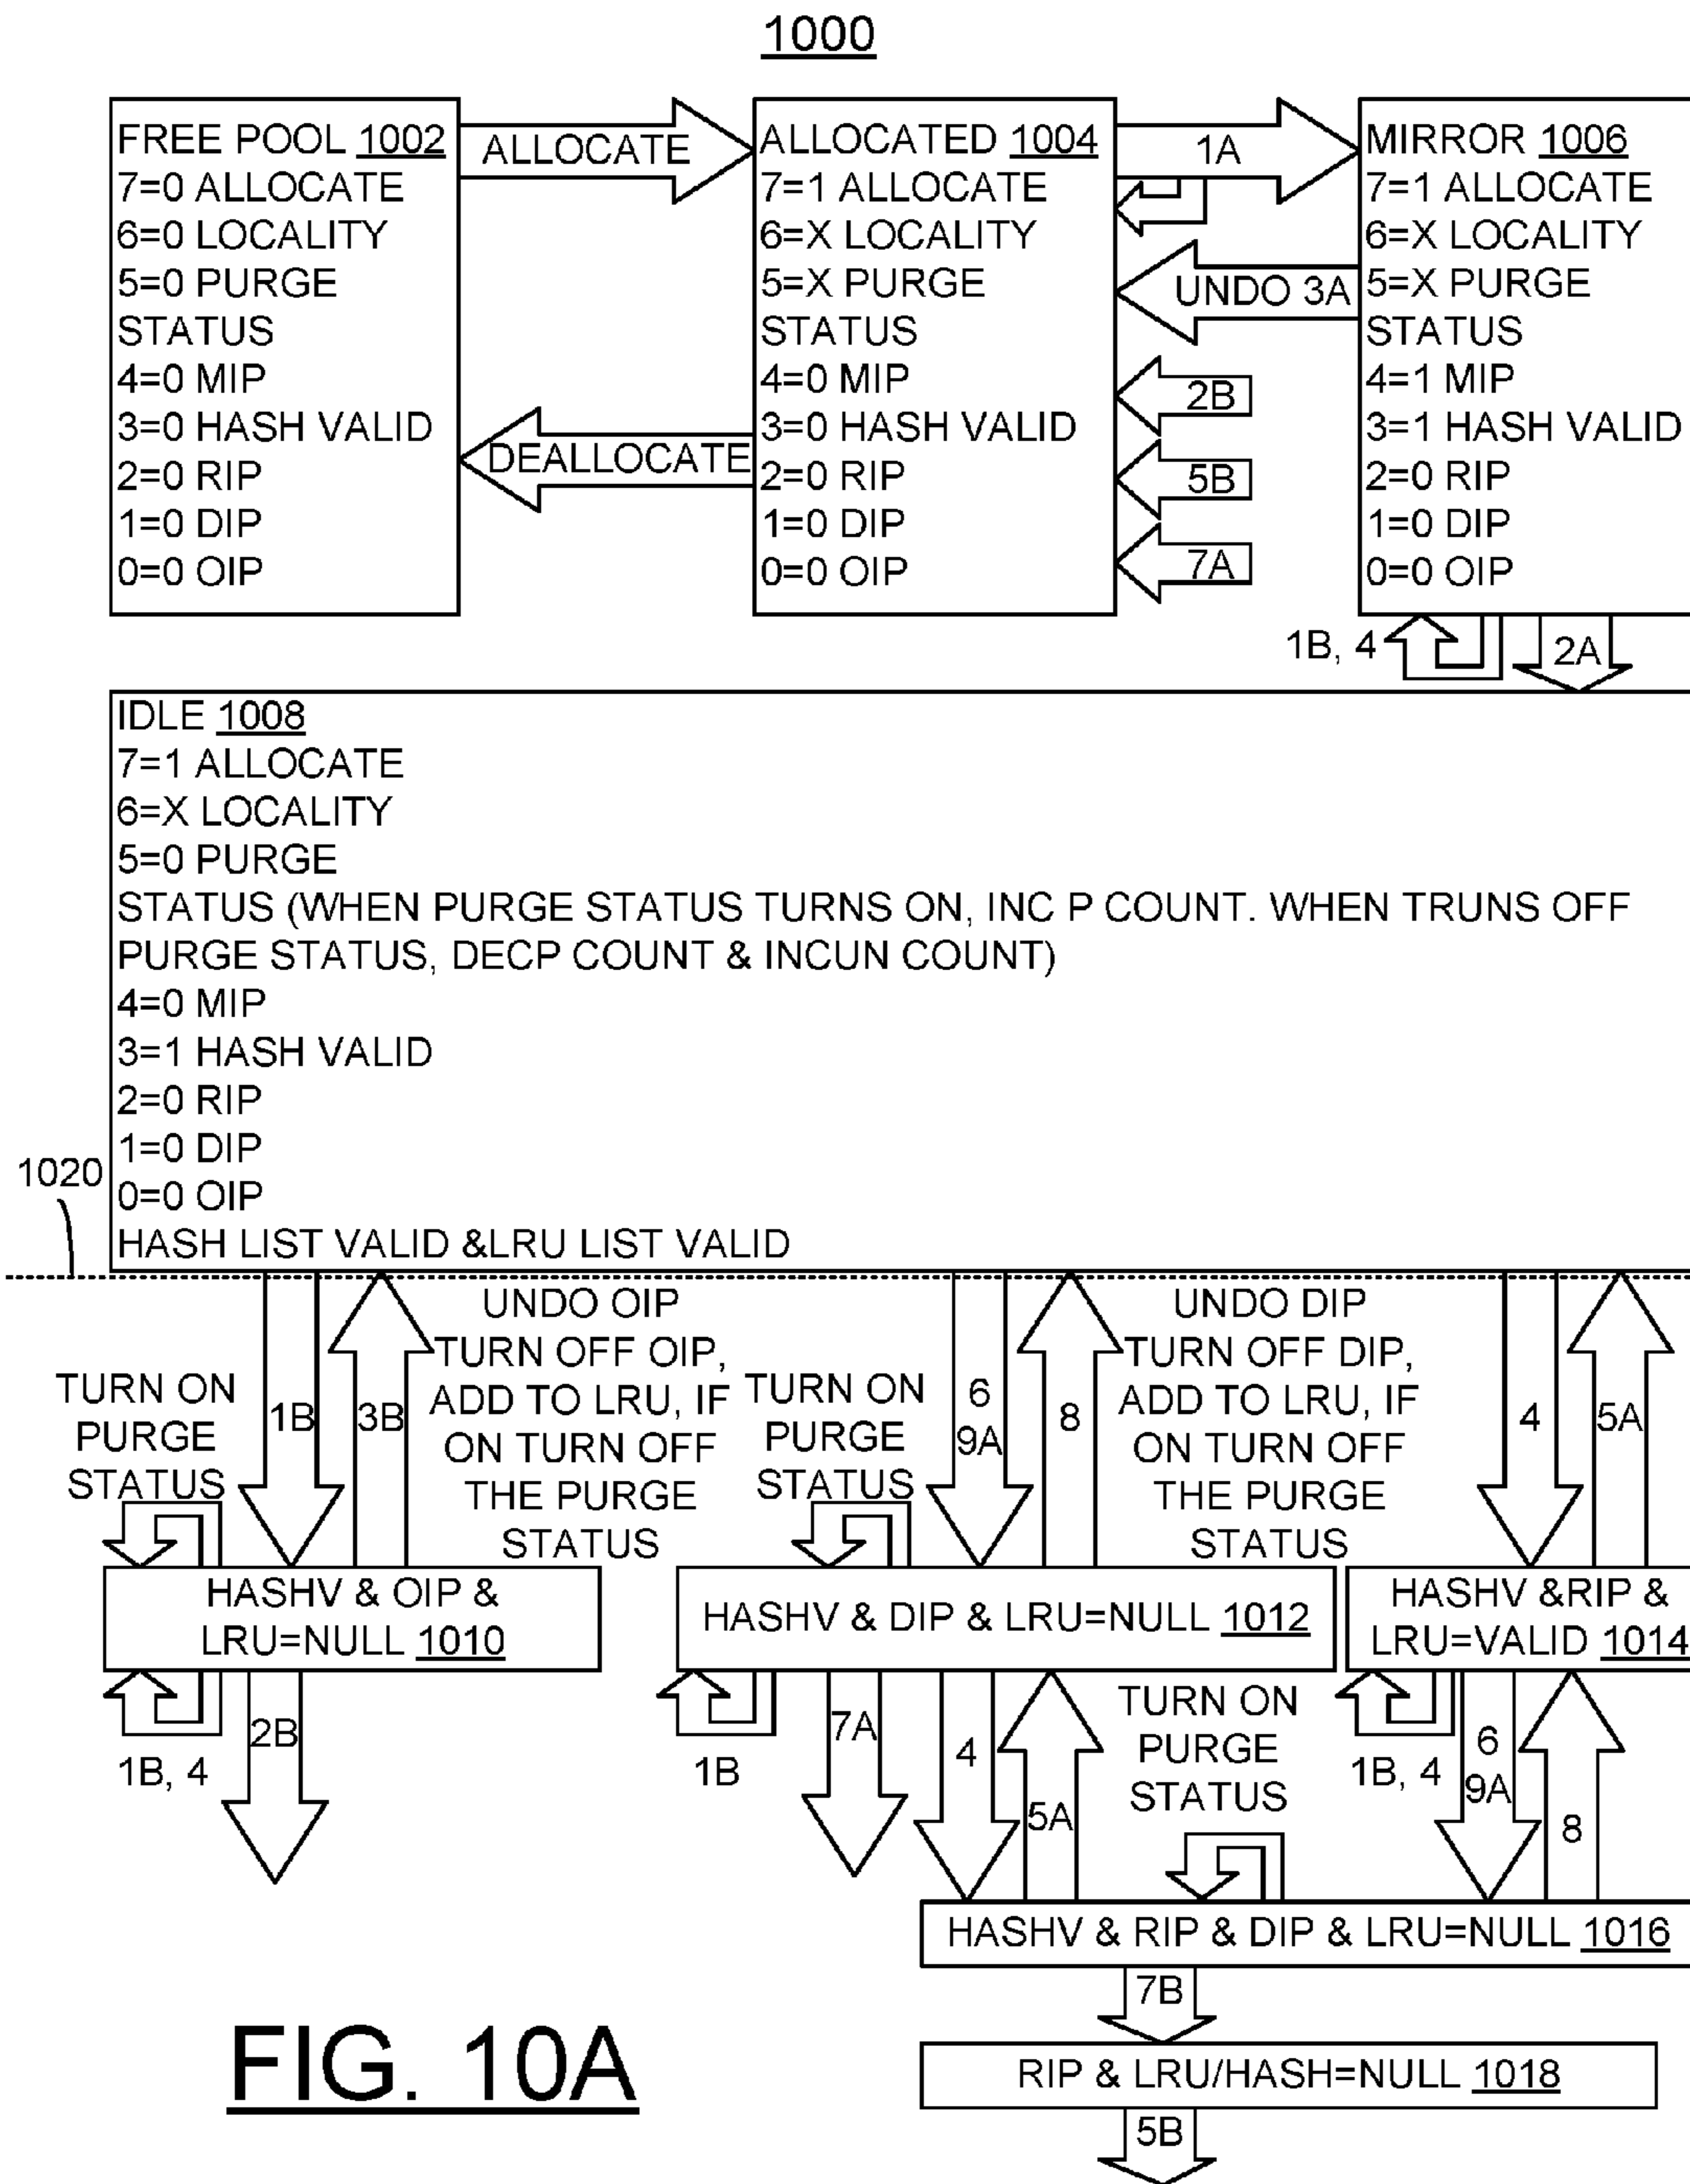 1000
FREE POOL 1002
7=0 ALLOCATE
6=0 LOCALITY
5=0 PURGE
STATUS
4=0 MIP
3=0 HASH VALID
2=0 RIP
1=0 DIP
0=0 OIP
ALLOCATE
DEALLOCATE
ALLOCATED 1004
7=1 ALLOCATE
6=X LOCALITY
5=X PURGE
STATUS
4=0 MIP
3=0 HASH VALID
2=0 RIP
1=0 DIP
0=0 OIP
1A
UNDO 3A
2B
5B
7A
MIRROR 1006
7=1 ALLOCATE
6=X LOCALITY
5=X PURGE
STATUS
4=1 MIP
3=1 HASH VALID
2=0 RIP
1=0 DIP
0=0 OIP
1B, 4
2A
IDLE 1008
7=1 ALLOCATE
6=X LOCALITY
5=0 PURGE
STATUS (WHEN PURGE STATUS TURNS ON, INC P COUNT. WHEN TRUNS OFF
PURGE STATUS, DECP COUNT & INCUN COUNT)
4=0 MIP
3=1 HASH VALID
2=0 RIP
1=0 DIP
0=0 OIP
HASH LIST VALID &LRU LIST VALID
1020
TURN ON
PURGE
STATUS
1B
3B
UNDO OIP
TURN OFF OIP,
ADD TO LRU, IF
ON TURN OFF
THE PURGE
STATUS
TURN ON
PURGE
STATUS
6
9A
8
UNDO DIP
TURN OFF DIP,
ADD TO LRU, IF
ON TURN OFF
THE PURGE
STATUS
4
5A
HASHV & OIP &
LRU=NULL 1010
HASHV & DIP & LRU=NULL 1012
HASHV &RIP &
LRU=VALID 1014
1B, 4
2B
1B
7A
4
5A
TURN ON
PURGE
STATUS
1B, 4
6
9A
8
HASHV & RIP & DIP & LRU=NULL 1016
7B
RIP & LRU/HASH=NULL 1018
5B
FIG. 10A